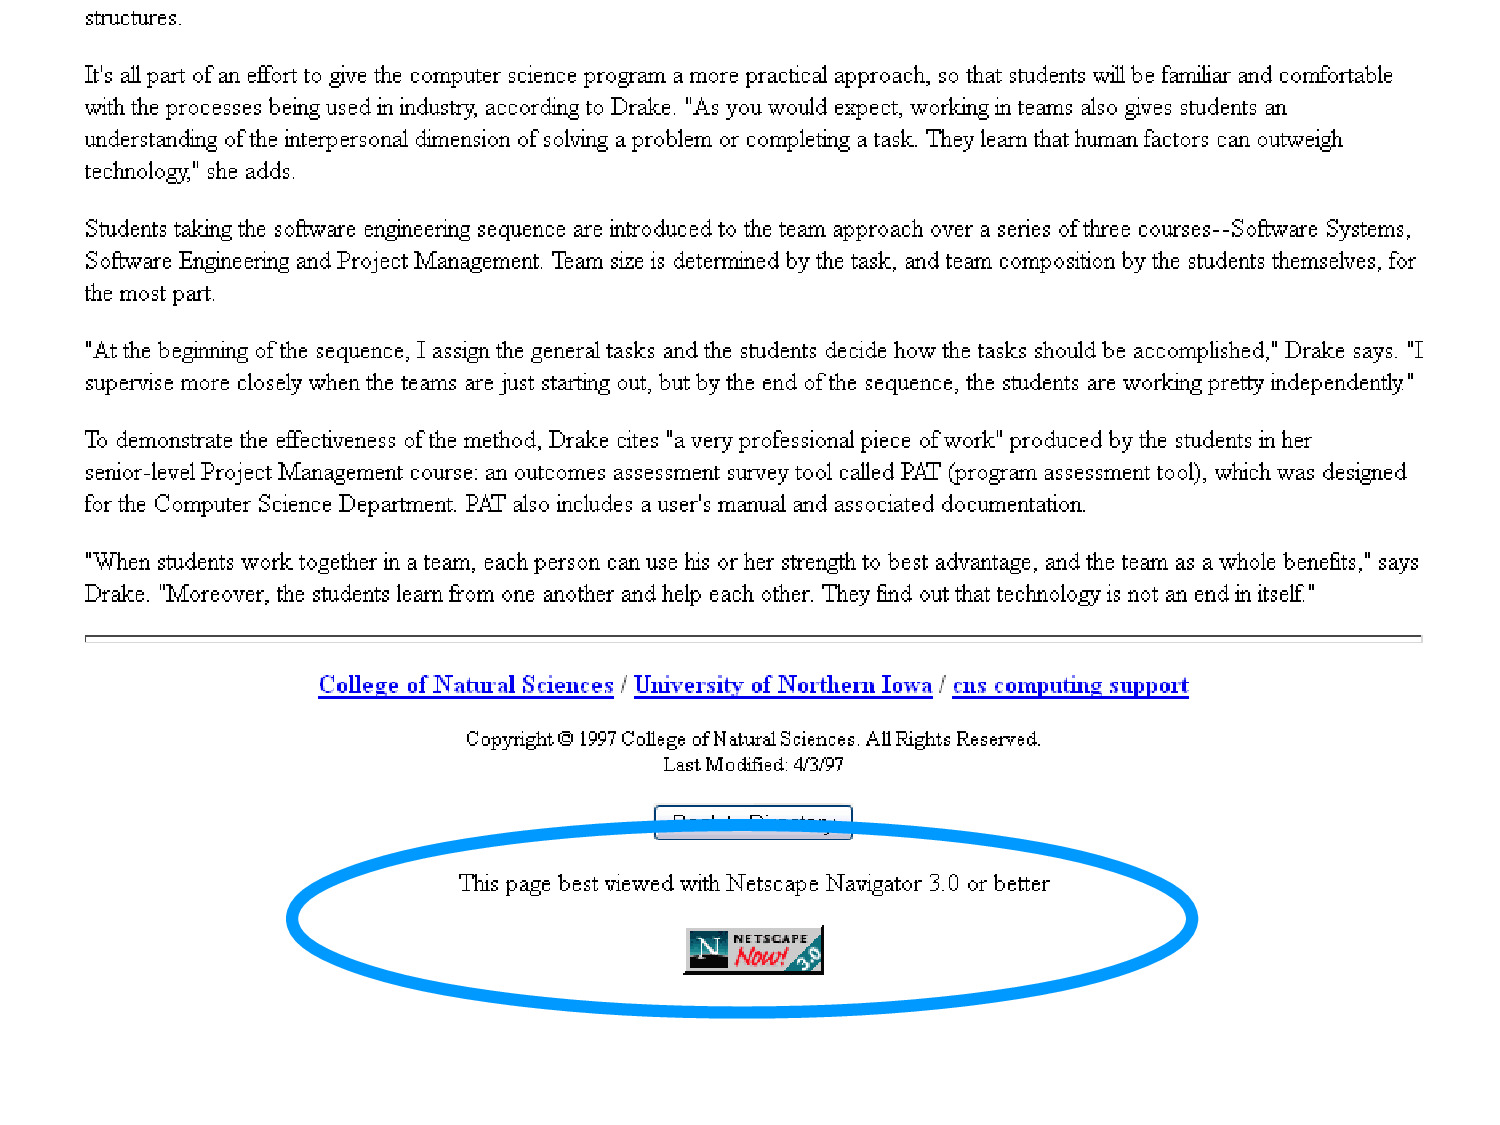 structures.
It's all part of an effort to give the computer science program a more practical approach, so that students will be familiar and comfortable
with the processes being used in industry, according to Drake. "As you would expect, working in teams also gives students an
understanding of the interpersonal dimension of solving a problem or completing a task. They learn that human factors can outweigh
technology," she adds.
Students taking the software engineering sequence are introduced to the team approach over a series of three courses--Software Systems,
Software Engineering and Project Management. Team size is determined by the task, and team composition by the students themselves, for
the most part.
"At the beginning of the sequence, I assign the general tasks and the students decide how the tasks should be accomplished," Drake says. "I
supervise more closely when the teams are just starting out, but by the end of the sequence, the students are working pretty independently."
To demonstrate the effectiveness of the method, Drake cites "a very professional piece of work" produced by the students in her
senior-level Project Management course: an outcomes assessment survey tool called PAT (program assessment tool), which was designed
for the Computer Science Department. PAT also includes a user's manual and associated documentation.
"When students work together in a team, each person can use his or her strength to best advantage, and the team as a whole benefits," says
Drake. "Moreover, the students learn from one another and help each other. They find out that technology is not an end in itself."
College of Natural Sciences / University of Northern Iowa / cns computing support
Copyright © 1997 College of Natural Sciences. All Rights Reserved.
Last Modified: 4/3/97
Back to Directory
This page best viewed with Netscape Navigator 3.0 or better
N NETSCAPE
Now! 3.0